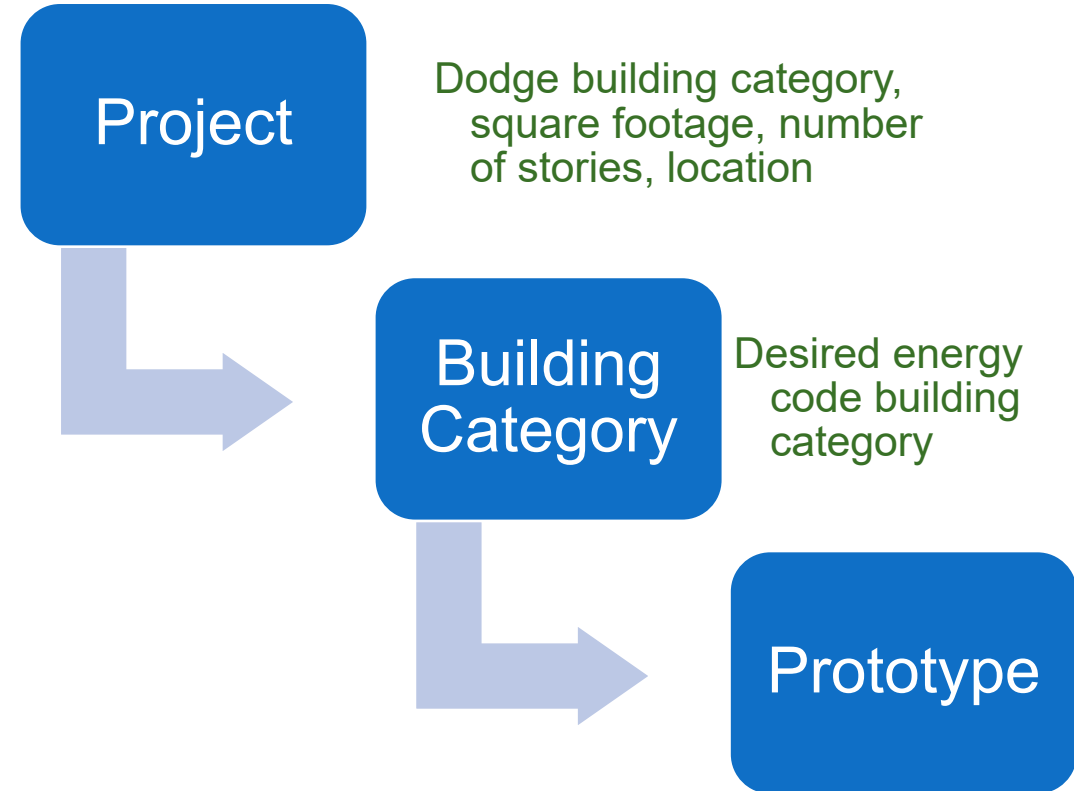 Project
Dodge building category,
square footage, number
of stories, location
Building
Category
Desired energy
code building
category
Prototype